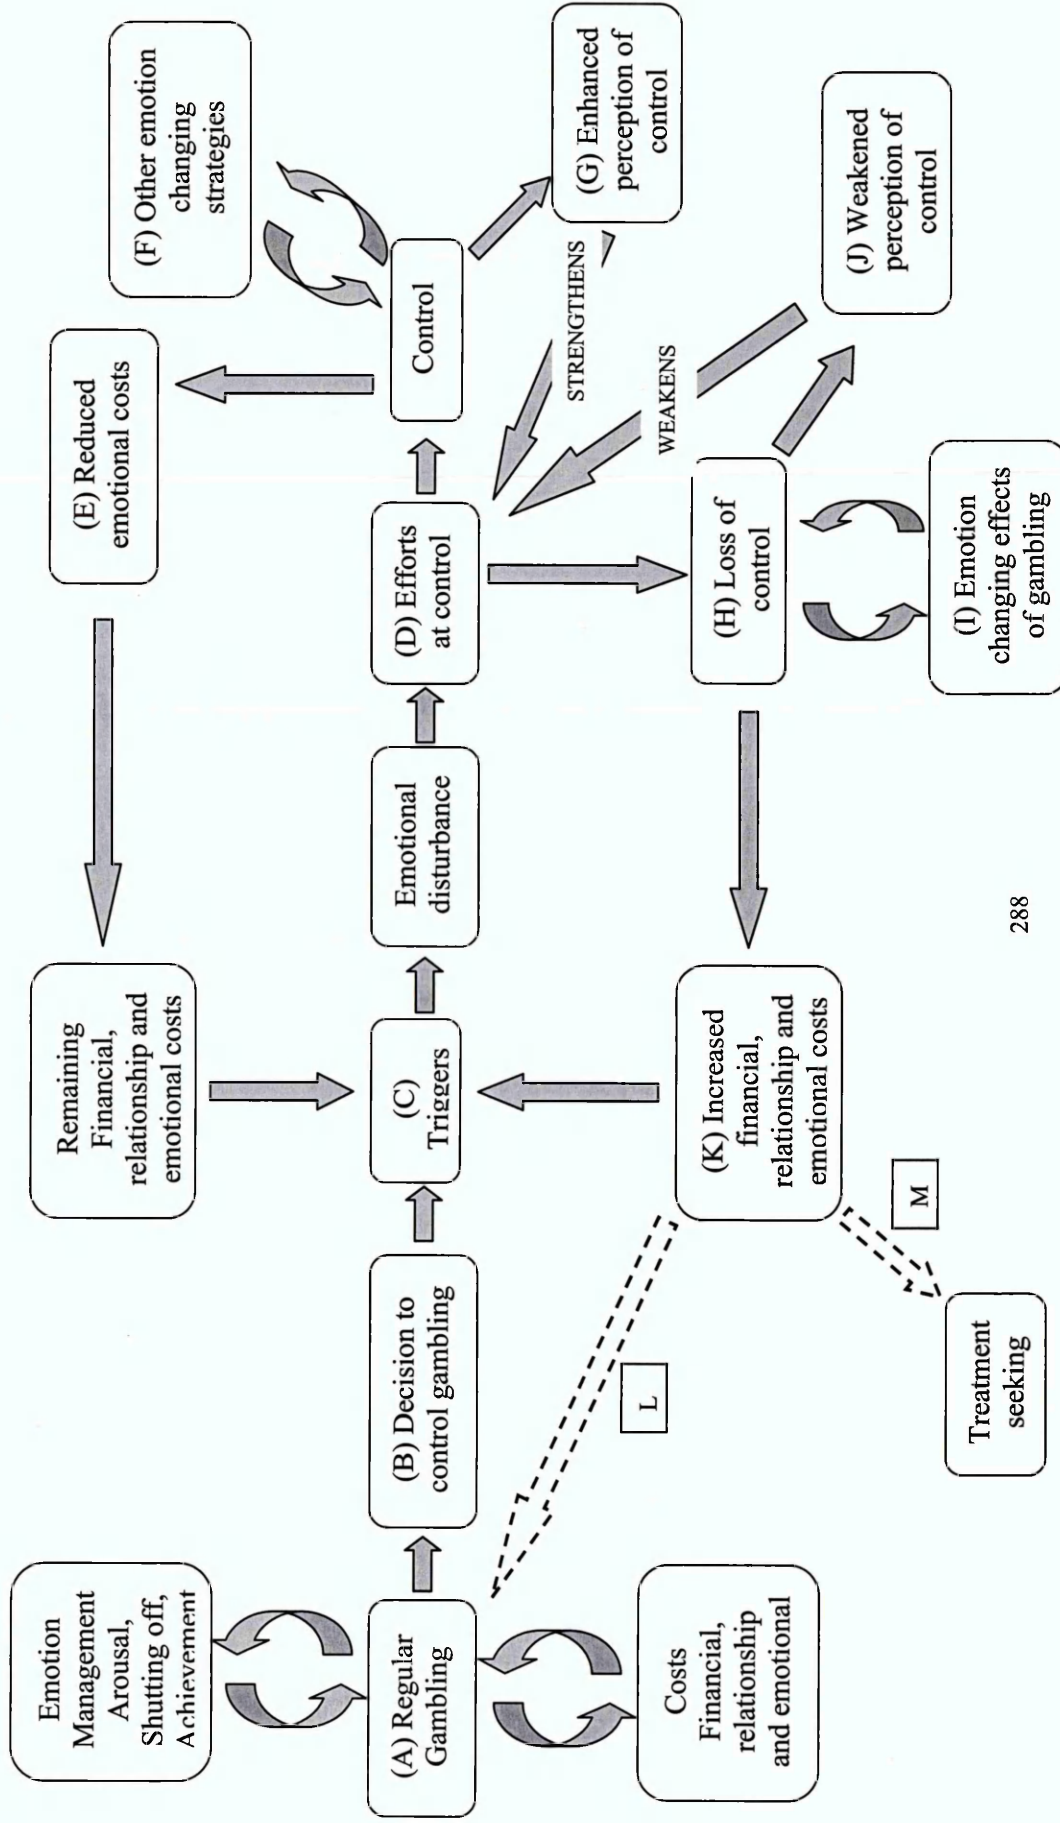 Emotion
Management
Arousal,
Shutting off,
Achievement
(A) Regular
Gambling
Costs
Financial,
relationship
and emotional
(B) Decision to
control gambling
L
Remaining
Financial,
relationship and
emotional costs
(C)
Triggers
(K) Increased
financial,
relationship and
emotional costs
M
Treatment
seeking
Emotional
disturbance
(E) Reduced
emotional costs
(D) Efforts
at control
(H) Loss of
control
(I) Emotion
changing effects
of gambling
(F) Other emotion
changing
strategies
Control
STRENGTHENS
WEAKENS
(G) Enhanced
perception of
control
(J) Weakened
perception of
control
288